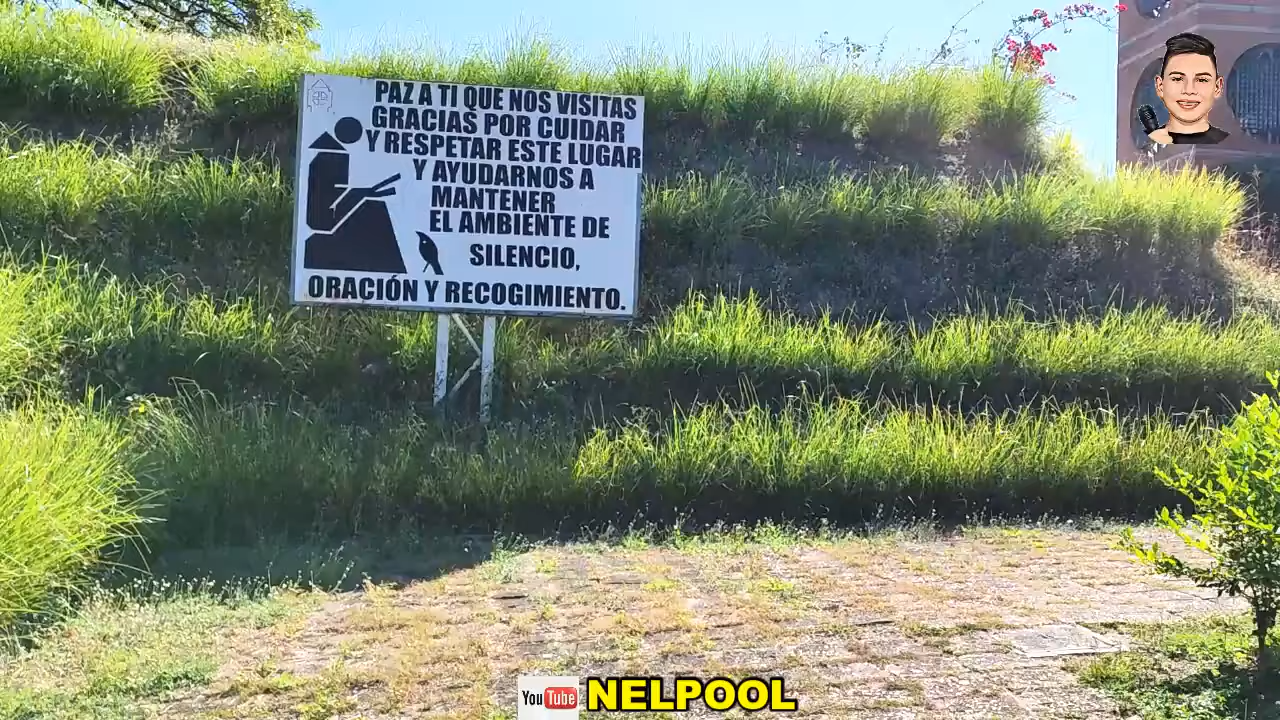 PAZ A TI QUE NOS VISITAS
GRACIAS POR CUIDAR
Y RESPETAR ESTE LUGAR
Y AYUDARNOS A
MANTENER
EL AMBIENTE DE
SILENCIO,
ORACIÓN Y RECOGIMIENTO.
YouTube NELPOOL